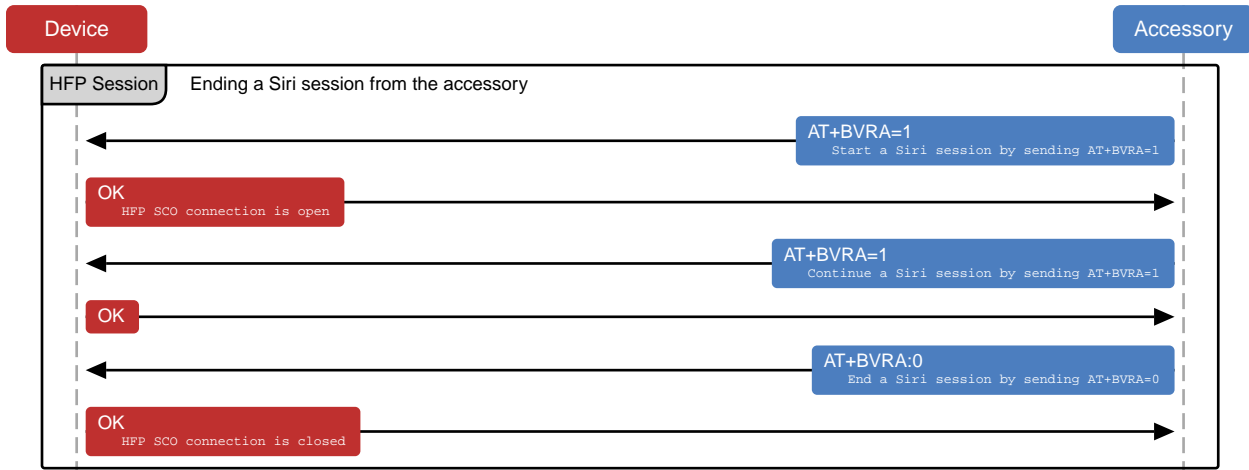 Device
Accessory
HFP Session
Ending a Siri session from the accessory
AT+BVRA=1
Start a Siri session by sending AT+BVRA=1
OK
HFP SCO connection is open
AT+BVRA=1
Continue a Siri session by sending AT+BVRA=1
OK
AT+BVRA:0
End a Siri session by sending AT+BVRA=0
OK
HFP SCO connection is closed